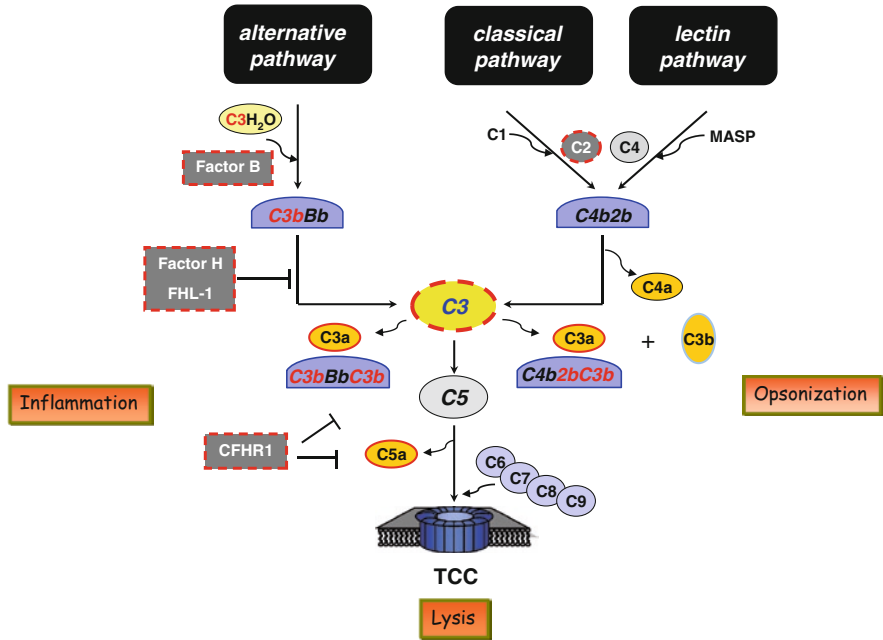 alternative
pathway
classical
pathway
lectin
pathway
C3H₂O
Factor B
C1
C2
C4
MASP
C3bBb
C4b2b
Factor H
FHL-1
C4a
C3
C3a
C3a
+
C3b
C3bBbC3b
C4b2bC3b
Inflammation
Opsonization
C5
CFHR1
C5a
C6
C7
C8
C9
TCC
Lysis